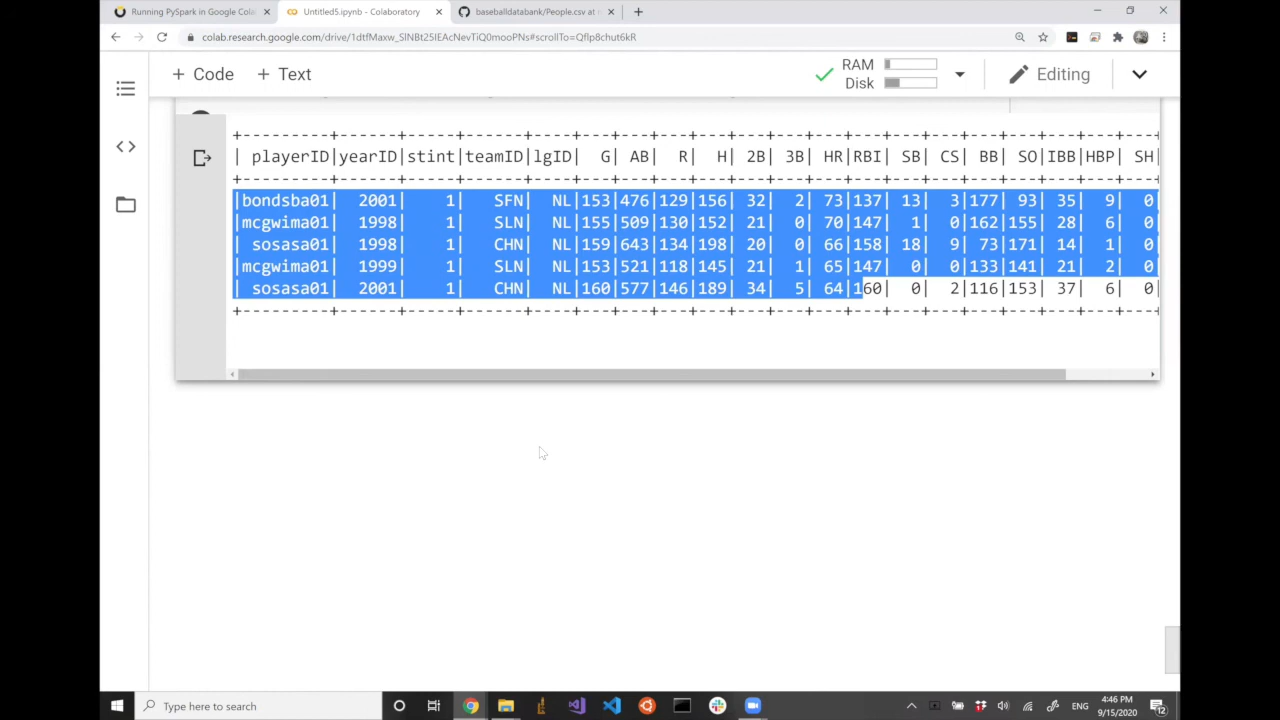 Running PySpark in Google Cola
Untitled5.ipynb - Colaboratory
baseballdatabank/People.csv at
colab.research.google.com/drive/1dtfMaxw_SlNBt25IEAcNevTiQ0mooPNs#scrollTo=Qflp8chut6kR
+ Code + Text
RAM
Disk
Editing
+---------+------+-----+------+----+---+---+---+---+---+---+---+---+---+---+---+---+---+---+---+
| playerID|yearID|stint|teamID|lgID| G| AB| R| H| 2B| 3B| HR|RBI| SB| CS| BB| SO|IBB|HBP| SH|
+---------+------+-----+------+----+---+---+---+---+---+---+---+---+---+---+---+---+---+---+---+
|bondsba01| 2001| 1| SFN| NL|153|476|129|156| 32| 2| 73|137| 13| 3|177| 93| 35| 9| 0|
|mcgwima01| 1998| 1| SLN| NL|155|509|130|152| 21| 0| 70|147| 1| 0|162|155| 28| 6| 0|
| sosasa01| 1998| 1| CHN| NL|159|643|134|198| 20| 0| 66|158| 18| 9| 73|171| 14| 1| 0|
|mcgwima01| 1999| 1| SLN| NL|153|521|118|145| 21| 1| 65|147| 0| 0|133|141| 21| 2| 0|
| sosasa01| 2001| 1| CHN| NL|160|577|146|189| 34| 5| 64|160| 0| 2|116|153| 37| 6| 0|
+---------+------+-----+------+----+---+---+---+---+---+---+---+---+---+---+---+---+---+---+---+
Type here to search
ENG
4:46 PM
9/15/2020
12